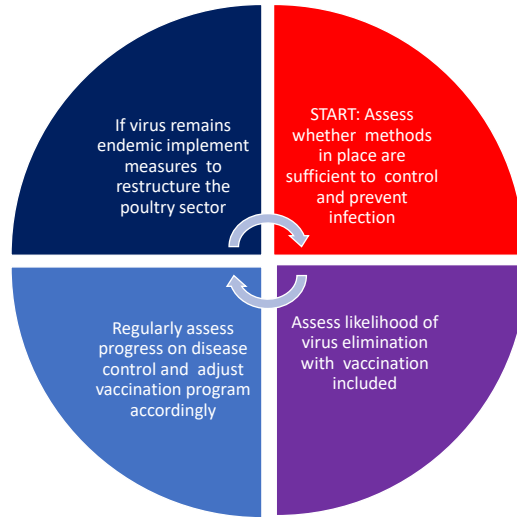 If virus remains
endemic implement
measures to
restructure the
poultry sector
START: Assess
whether methods
in place are
sufficient to control
and prevent
infection
Regularly assess
progress on disease
control and adjust
vaccination program
accordingly
Assess likelihood of
virus elimination
with vaccination
included